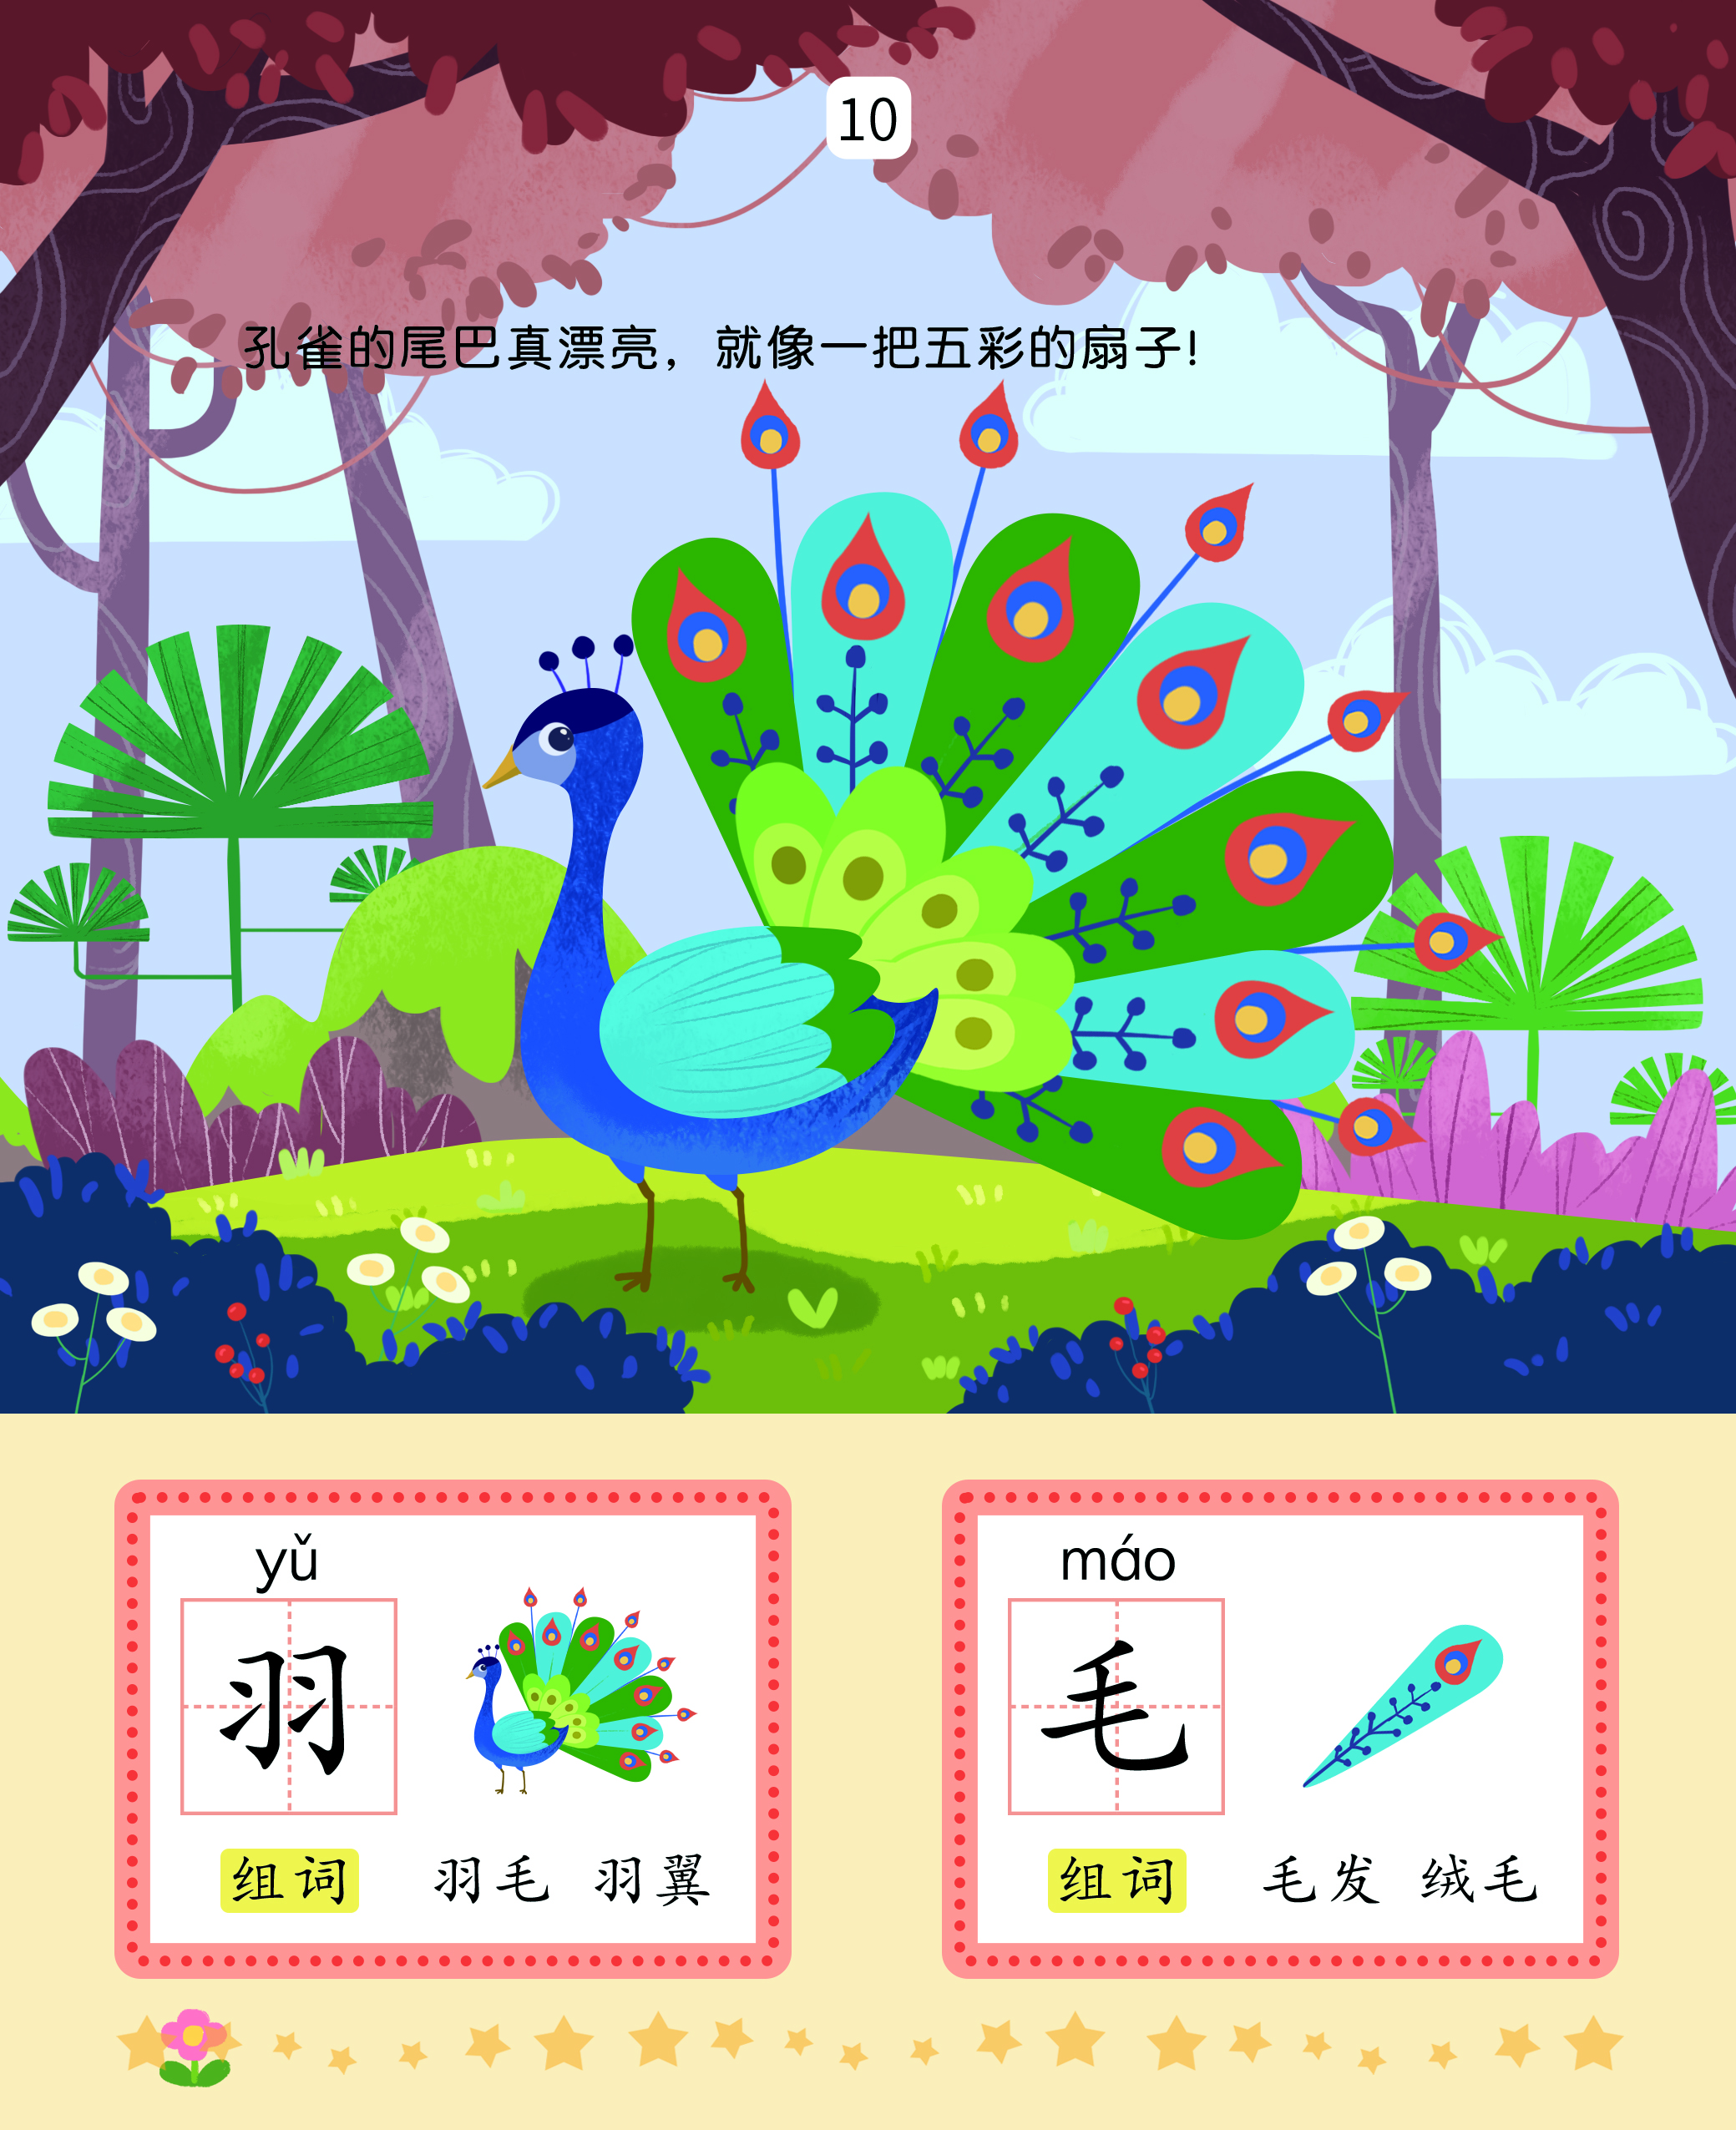 10
孔雀的尾巴真漂亮，就像一把五彩的扇子！
yǔ
羽
组词 羽毛 羽翼
máo
毛
组词 毛发 绒毛